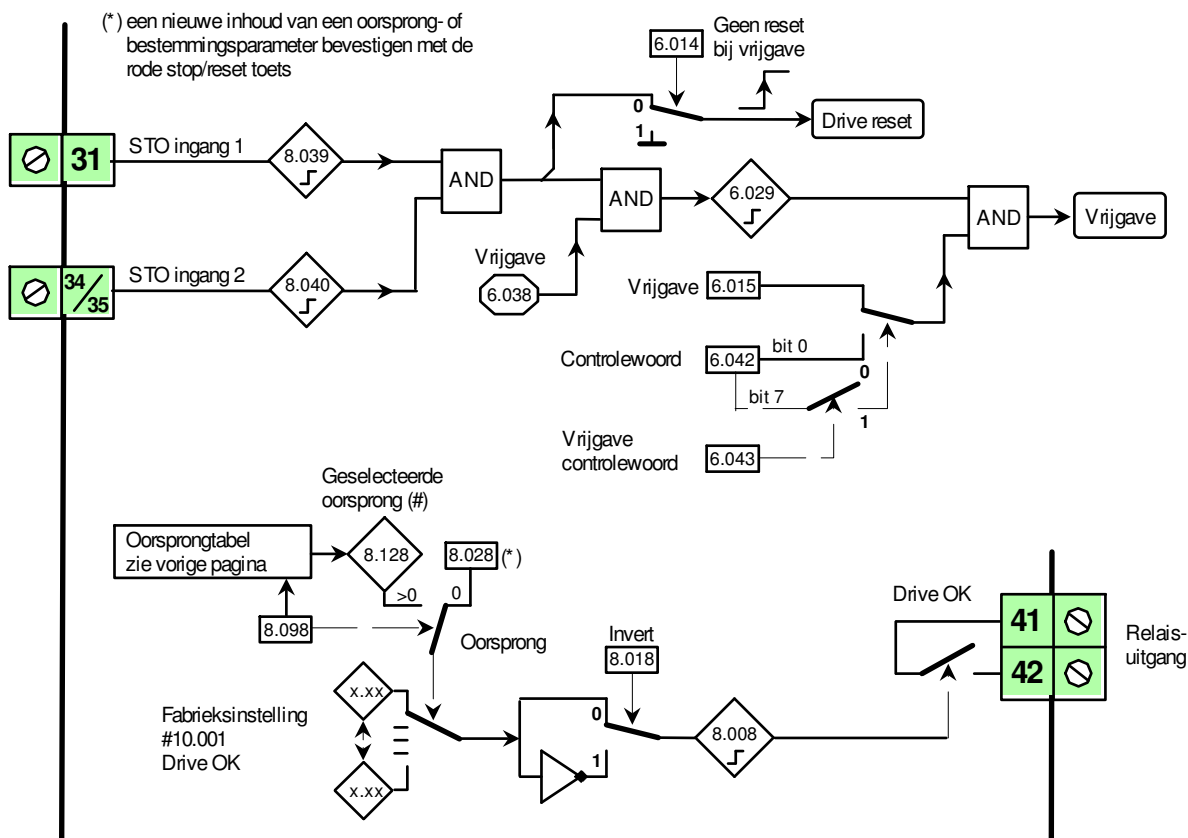 (*) een nieuwe inhoud van een oorsprong- of
bestemmingsparameter bevestigen met de
rode stop/reset toets
6.014
Geen reset
bij vrijgave
0
1
Drive reset
31
STO ingang 1
8.039
AND
AND
6.029
AND
Vrijgave
34/35
STO ingang 2
8.040
Vrijgave
6.038
Vrijgave
6.015
Controlewoord
6.042
bit 0
0
bit 7
1
Vrijgave
controlewoord
6.043
Geselecteerde
oorsprong (#)
Oorsprongtabel
zie vorige pagina
8.128
8.028
(*)
>0
0
8.098
Oorsprong
Invert
8.018
Drive OK
41
42
Relais-
uitgang
x.xx
Fabrieksinstelling
#10.001
Drive OK
x.xx
0
1
8.008